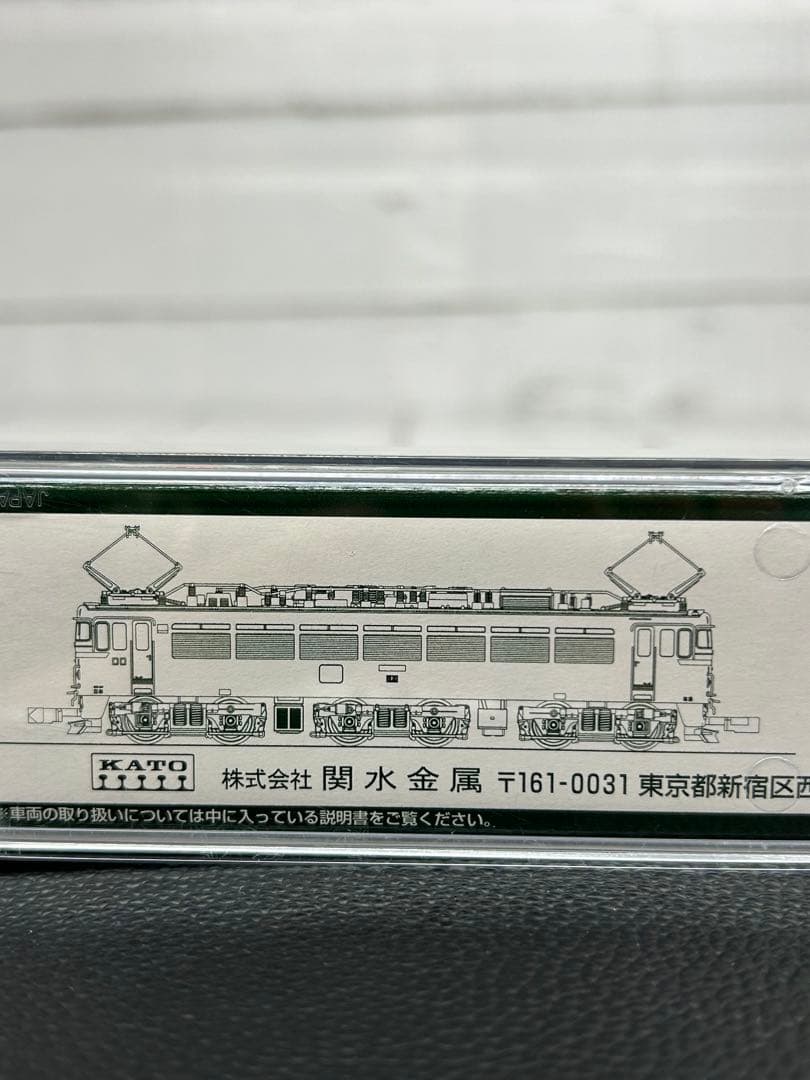 JAPA
KATO
株式会社 関水金属 〒161-0031 東京都新宿区西
※車両の取り扱いについては中に入っている説明書をご覧ください。